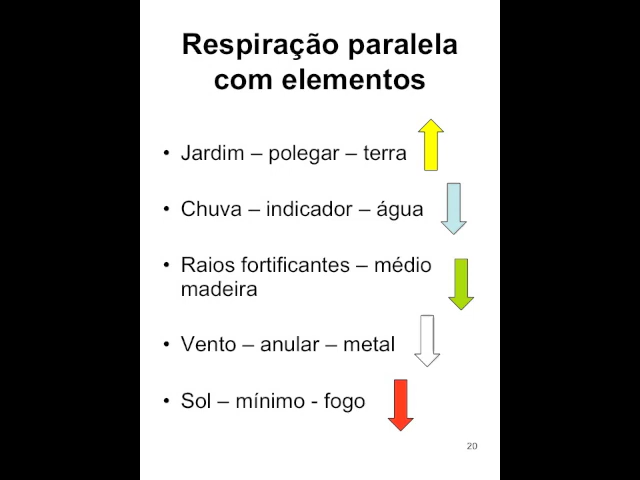 Respiração paralela
com elementos
• Jardim – polegar – terra
• Chuva – indicador – água
• Raios fortificantes – médio
madeira
• Vento – anular – metal
• Sol – mínimo - fogo
20